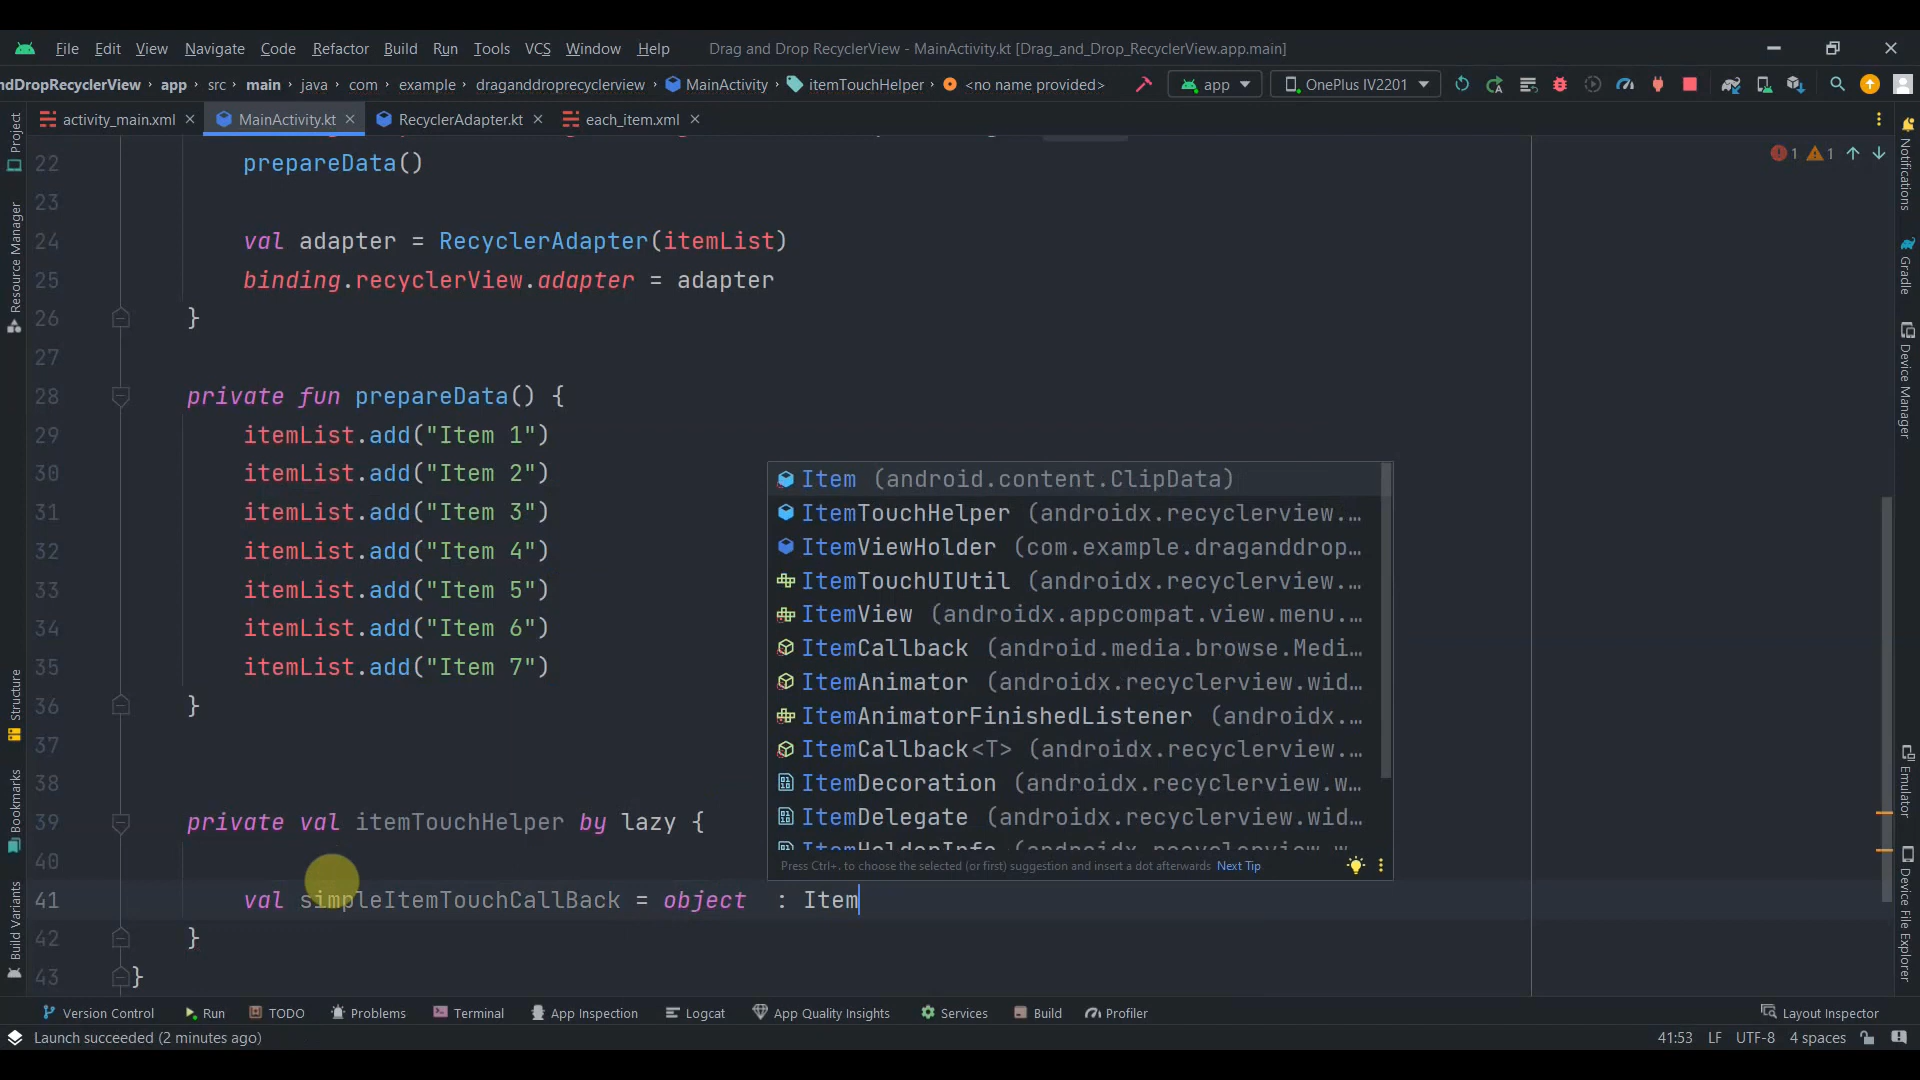 File Edit View Navigate Code Refactor Build Run Tools VCS Window Help Drag and Drop RecyclerView - MainActivity.kt [Drag_and_Drop_RecyclerView.app.main]
ndDropRecyclerView › app › src › main › java › com › example › draganddroprecyclerview › MainActivity › itemTouchHelper › <no name provided> › app OnePlus IV2201
activity_main.xml MainActivity.kt RecyclerAdapter.kt each_item.xml
22 prepareData() 1 1
23
24 val adapter = RecyclerAdapter(itemList)
25 binding.recyclerView.adapter = adapter
26 }
27
28 private fun prepareData() {
29 itemList.add("Item 1")
30 itemList.add("Item 2")
31 itemList.add("Item 3")
32 itemList.add("Item 4")
33 itemList.add("Item 5")
34 itemList.add("Item 6")
35 itemList.add("Item 7")
36 }
37
38
39 private val itemTouchHelper by lazy {
40
41 val simpleItemTouchCallBack = object : Item
42 }
43 }
Item (android.content.ClipData)
ItemTouchHelper (androidx.recyclerview.…
ItemViewHolder (com.example.draganddrop…
ItemTouchUIUtil (androidx.recyclerview.…
ItemView (androidx.appcompat.view.menu.…
ItemCallback (android.media.browse.Medi…
ItemAnimator (androidx.recyclerview.wid…
ItemAnimatorFinishedListener (androidx.…
ItemCallback<T> (androidx.recyclerview.…
ItemDecoration (androidx.recyclerview.w…
ItemDelegate (androidx.recyclerview.wid…
ItemHolderInfo (androidx.recyclerview.w…
Press Ctrl+. to choose the selected (or first) suggestion and insert a dot afterwards Next Tip
Project
Resource Manager
Structure
Bookmarks
Build Variants
Notifications
Gradle
Device Manager
Emulator
Device File Explorer
Version Control Run TODO Problems Terminal App Inspection Logcat App Quality Insights Services Build Profiler Layout Inspector
Launch succeeded (2 minutes ago) 41:53 LF UTF-8 4 spaces